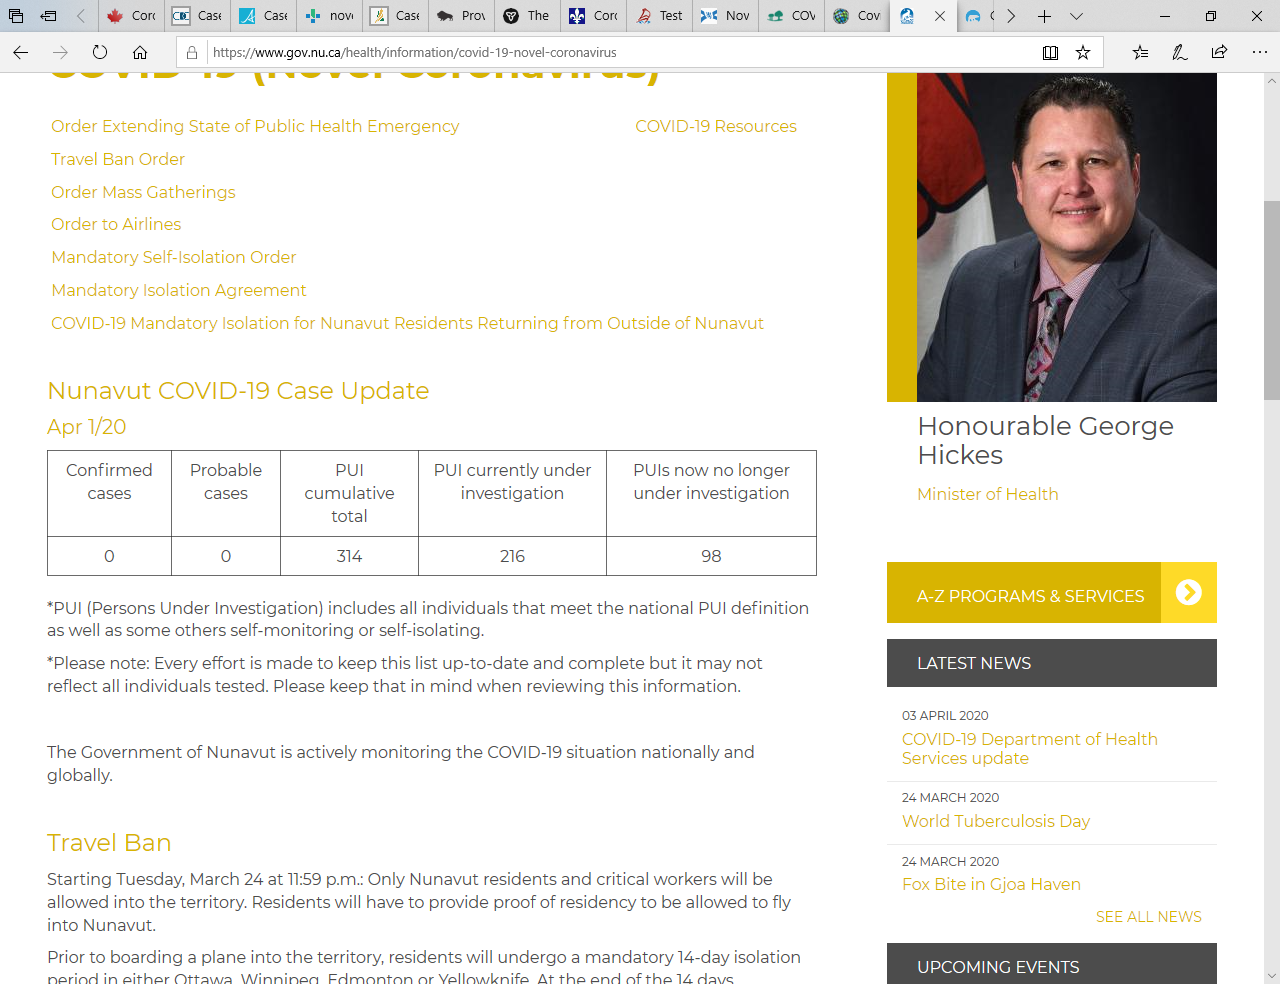 Cor
Case
Case
nov
Case
Prov
The
Cor
Test
Nov
COV
Cov
https://www.gov.nu.ca/health/information/covid-19-novel-coronavirus
COVID-19 (Novel Coronavirus)
Order Extending State of Public Health Emergency
COVID-19 Resources
Travel Ban Order
Order Mass Gatherings
Order to Airlines
Mandatory Self-Isolation Order
Mandatory Isolation Agreement
COVID-19 Mandatory Isolation for Nunavut Residents Returning from Outside of Nunavut
Nunavut COVID-19 Case Update
Apr 1/20
Confirmed cases
Probable cases
PUI cumulative total
PUI currently under investigation
PUIs now no longer under investigation
0
0
314
216
98
*PUI (Persons Under Investigation) includes all individuals that meet the national PUI definition
as well as some others self-monitoring or self-isolating.
*Please note: Every effort is made to keep this list up-to-date and complete but it may not
reflect all individuals tested. Please keep that in mind when reviewing this information.
The Government of Nunavut is actively monitoring the COVID-19 situation nationally and
globally.
Travel Ban
Starting Tuesday, March 24 at 11:59 p.m.: Only Nunavut residents and critical workers will be
allowed into the territory. Residents will have to provide proof of residency to be allowed to fly
into Nunavut.
Prior to boarding a plane into the territory, residents will undergo a mandatory 14-day isolation
period in either Ottawa, Winnipeg, Edmonton or Yellowknife. At the end of the 14 days,
Honourable George
Hickes
Minister of Health
A-Z PROGRAMS & SERVICES
LATEST NEWS
03 APRIL 2020
COVID-19 Department of Health
Services update
24 MARCH 2020
World Tuberculosis Day
24 MARCH 2020
Fox Bite in Gjoa Haven
SEE ALL NEWS
UPCOMING EVENTS